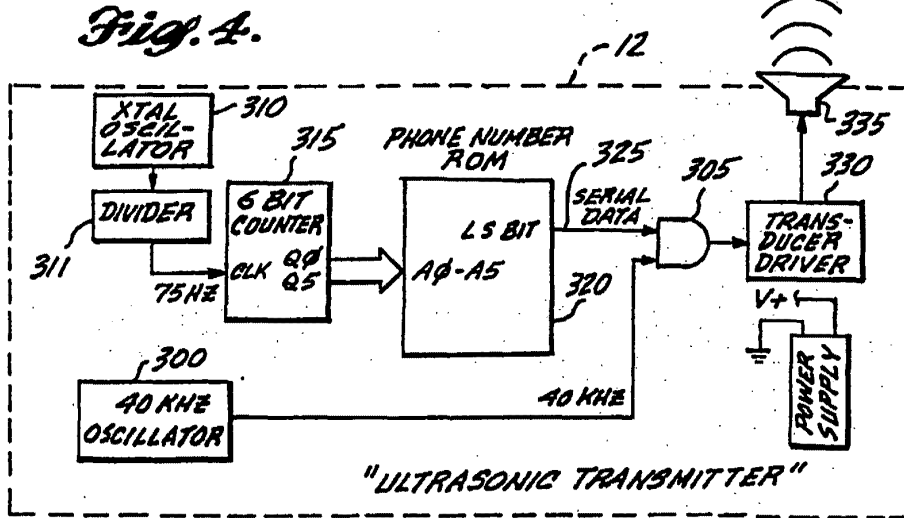 Fig. 4.
12
XTAL
OSCIL-
LATOR
310
335
315
PHONE NUMBER
ROM
325
305
330
DIVIDER
311
6 BIT
COUNTER
CLK
QØ
Q5
75HZ
LS BIT
AØ-A5
320
SERIAL
DATA
TRANS-
DUCER
DRIVER
V+
POWER
SUPPLY
300
40 KHZ
OSCILLATOR
40 KHZ
"ULTRASONIC TRANSMITTER"